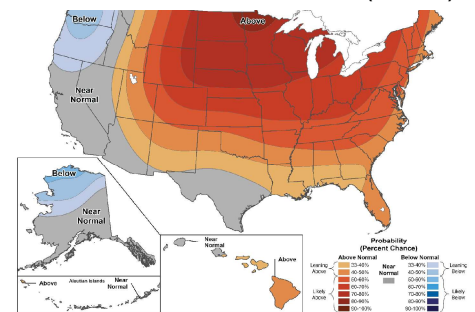 Below
Above
Near
Normal
Below
Near
Normal
Near
Normal
Above
Above
Aleutian Islands
Near
Normal
Probability
(Percent Chance)
Above Normal
Below Normal
Leaning
Above
33-40%
40-50%
50-60%
Near
Normal
33-40%
40-50%
50-60%
Leaning
Below
Likely
Above
60-70%
70-80%
80-90%
90-100%
60-70%
70-80%
80-90%
90-100%
Likely
Below